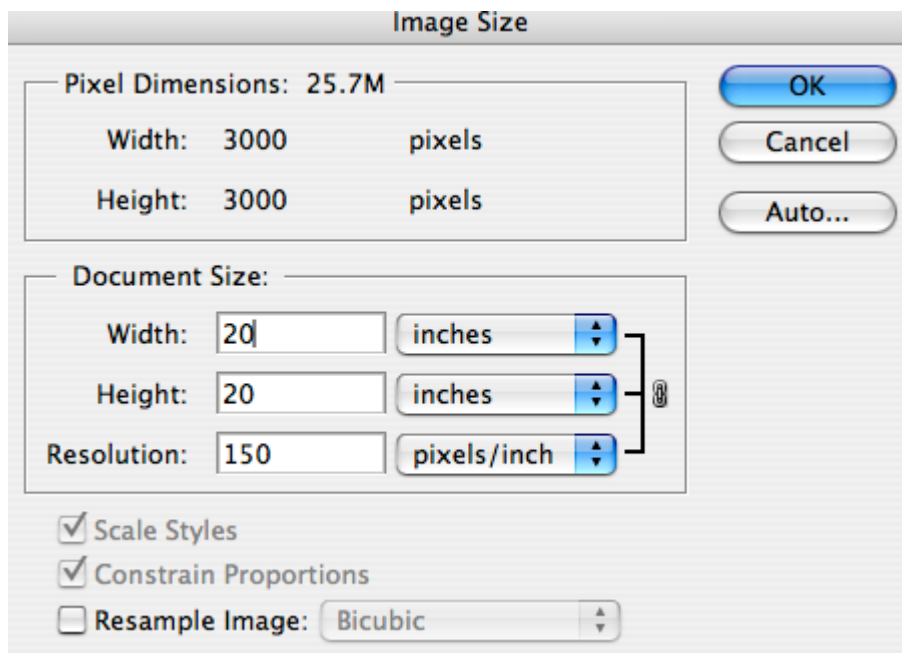 Image Size
Pixel Dimensions: 25.7M
OK
Width: 3000 pixels
Cancel
Height: 3000 pixels
Auto...
Document Size:
Width: 20 inches
Height: 20 inches
Resolution: 150 pixels/inch
Scale Styles
Constrain Proportions
Resample Image: Bicubic